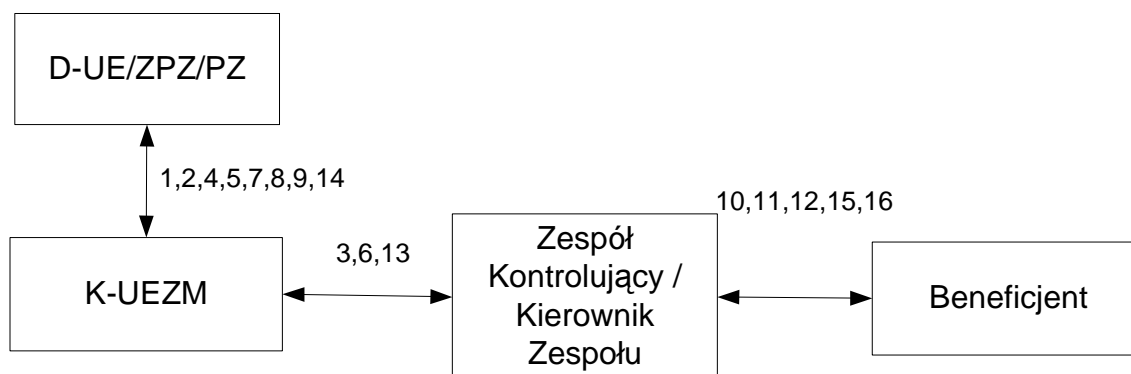 D-UE/ZPZ/PZ
1,2,4,5,7,8,9,14
K-UEZM
3,6,13
Zespół
Kontrolujący /
Kierownik
Zespołu
10,11,12,15,16
Beneficjent